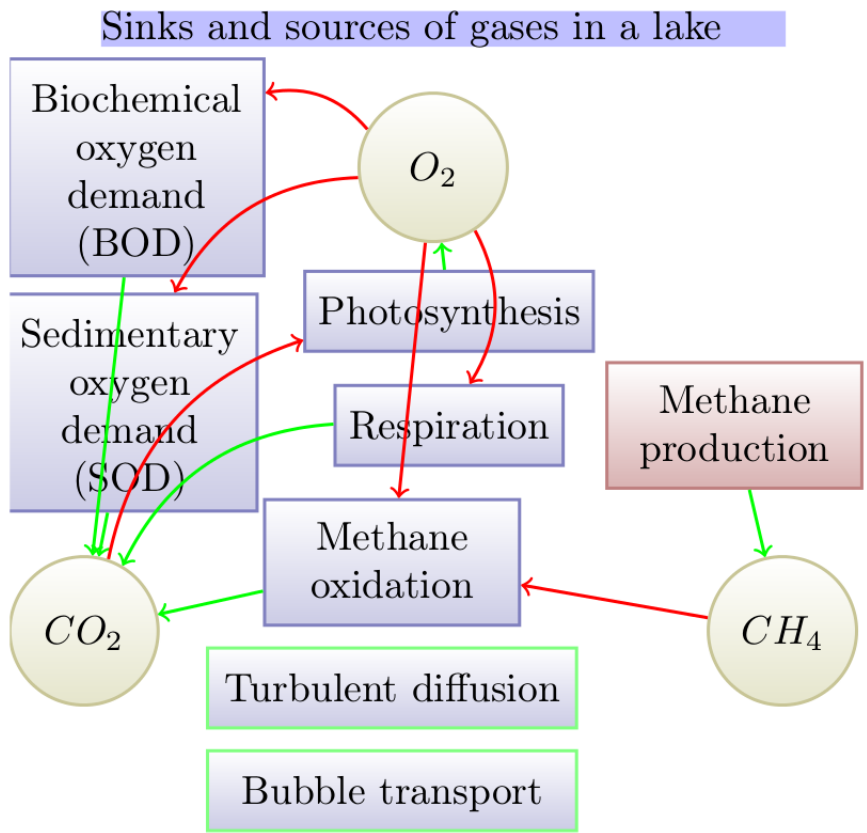 Sinks and sources of gases in a lake
Biochemical
oxygen
demand
(BOD)
O₂
Sedimentary
oxygen
demand
(SOD)
Photosynthesis
Respiration
Methane
production
Methane
oxidation
CO₂
CH₄
Turbulent diffusion
Bubble transport